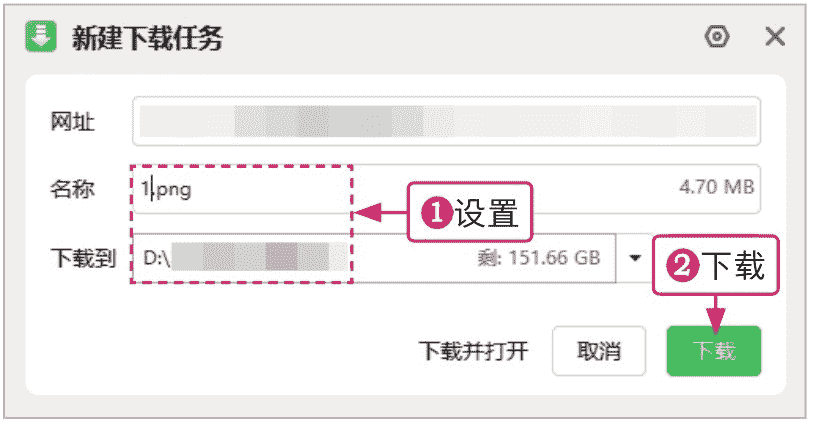 新建下载任务
网址
名称 1.png 4.70 MB
❶设置
下载到 D:\ 剩: 151.66 GB
❷下载
下载并打开 取消 下载